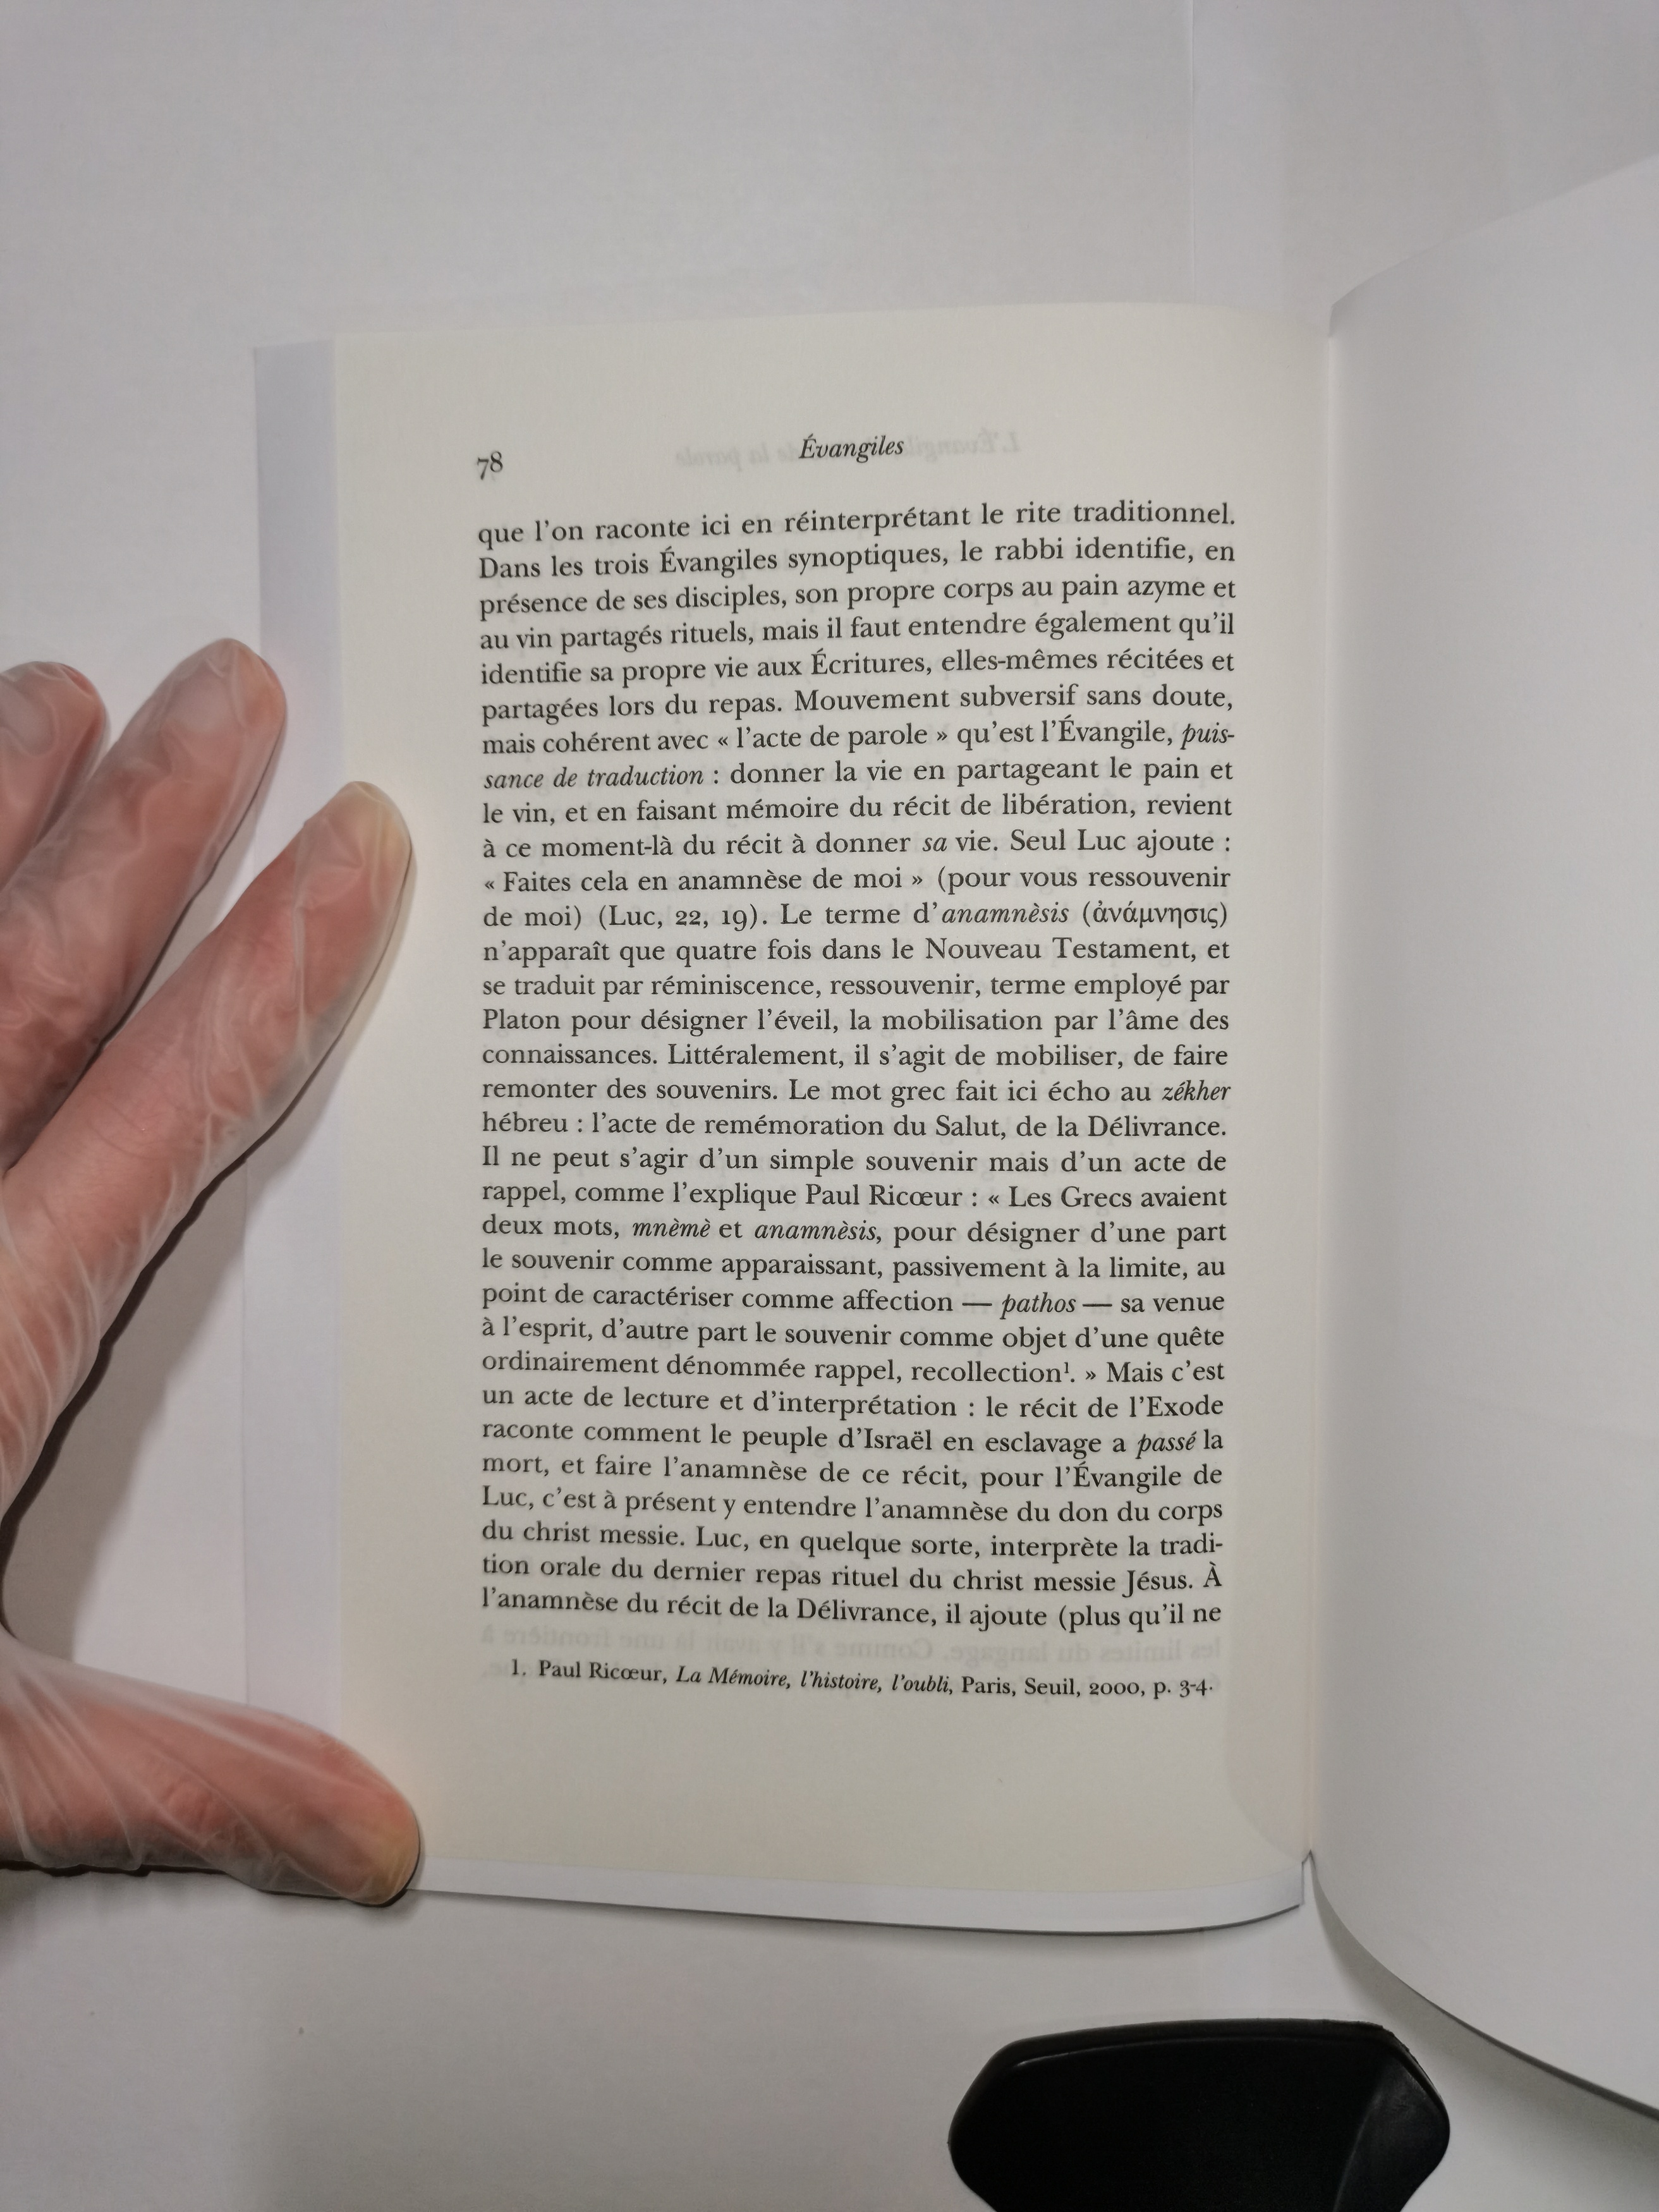 78
Évangiles
que l'on raconte ici en réinterprétant le rite traditionnel.
Dans les trois Évangiles synoptiques, le rabbi identifie, en
présence de ses disciples, son propre corps au pain azyme et
au vin partagés rituels, mais il faut entendre également qu'il
identifie sa propre vie aux Écritures, elles-mêmes récitées et
partagées lors du repas. Mouvement subversif sans doute,
mais cohérent avec « l'acte de parole » qu'est l'Évangile, puis-
sance de traduction : donner la vie en partageant le pain et
le vin, et en faisant mémoire du récit de libération, revient
à ce moment-là du récit à donner sa vie. Seul Luc ajoute :
« Faites cela en anamnèse de moi » (pour vous ressouvenir
de moi) (Luc, 22, 19). Le terme d'anamnèsis (ἀνάμνησις)
n'apparaît que quatre fois dans le Nouveau Testament, et
se traduit par réminiscence, ressouvenir, terme employé par
Platon pour désigner l'éveil, la mobilisation par l'âme des
connaissances. Littéralement, il s'agit de mobiliser, de faire
remonter des souvenirs. Le mot grec fait ici écho au zékher
hébreu : l'acte de remémoration du Salut, de la Délivrance.
Il ne peut s'agir d'un simple souvenir mais d'un acte de
rappel, comme l'explique Paul Ricœur : « Les Grecs avaient
deux mots, mnèmè et anamnèsis, pour désigner d'une part
le souvenir comme apparaissant, passivement à la limite, au
point de caractériser comme affection — pathos — sa venue
à l'esprit, d'autre part le souvenir comme objet d'une quête
ordinairement dénommée rappel, recollection¹. » Mais c'est
un acte de lecture et d'interprétation : le récit de l'Exode
raconte comment le peuple d'Israël en esclavage a passé la
mort, et faire l'anamnèse de ce récit, pour l'Évangile de
Luc, c'est à présent y entendre l'anamnèse du don du corps
du christ messie. Luc, en quelque sorte, interprète la tradi-
tion orale du dernier repas rituel du christ messie Jésus. À
l'anamnèse du récit de la Délivrance, il ajoute (plus qu'il ne
1. Paul Ricœur, La Mémoire, l'histoire, l'oubli, Paris, Seuil, 2000, p. 3-4.